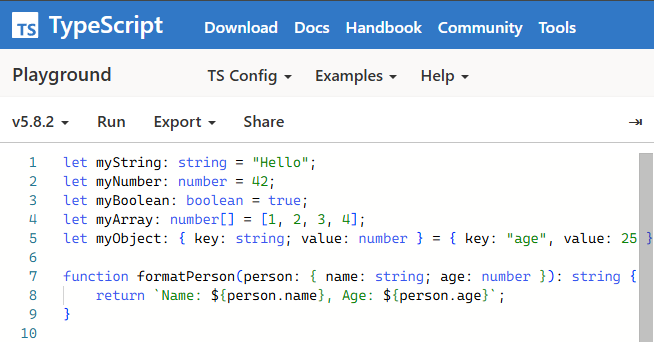 TS TypeScript Download Docs Handbook Community Tools
Playground TS Config Examples Help
v5.8.2 Run Export Share
1 let myString: string = "Hello";
2 let myNumber: number = 42;
3 let myBoolean: boolean = true;
4 let myArray: number[] = [1, 2, 3, 4];
5 let myObject: { key: string; value: number } = { key: "age", value: 25 }
6
7 function formatPerson(person: { name: string; age: number }): string {
8     return `Name: ${person.name}, Age: ${person.age}`;
9 }
10